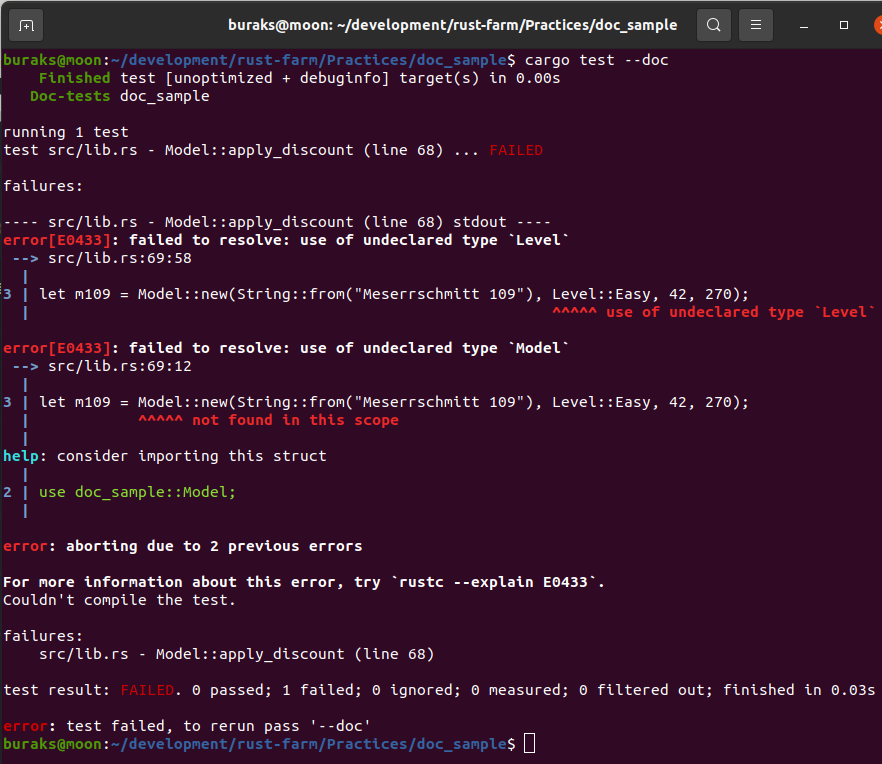 buraks@moon: ~/development/rust-farm/Practices/doc_sample
buraks@moon:~/development/rust-farm/Practices/doc_sample$ cargo test --doc
    Finished test [unoptimized + debuginfo] target(s) in 0.00s
   Doc-tests doc_sample

running 1 test
test src/lib.rs - Model::apply_discount (line 68) ... FAILED

failures:

---- src/lib.rs - Model::apply_discount (line 68) stdout ----
error[E0433]: failed to resolve: use of undeclared type `Level`
 --> src/lib.rs:69:58
  |
3 | let m109 = Model::new(String::from("Meserrschmitt 109"), Level::Easy, 42, 270);
  |                                                          ^^^^^ use of undeclared type `Level`

error[E0433]: failed to resolve: use of undeclared type `Model`
 --> src/lib.rs:69:12
  |
3 | let m109 = Model::new(String::from("Meserrschmitt 109"), Level::Easy, 42, 270);
  |            ^^^^^ not found in this scope
  |
help: consider importing this struct
  |
2 | use doc_sample::Model;
  |

error: aborting due to 2 previous errors

For more information about this error, try `rustc --explain E0433`.
Couldn't compile the test.

failures:
    src/lib.rs - Model::apply_discount (line 68)

test result: FAILED. 0 passed; 1 failed; 0 ignored; 0 measured; 0 filtered out; finished in 0.03s

error: test failed, to rerun pass '--doc'
buraks@moon:~/development/rust-farm/Practices/doc_sample$